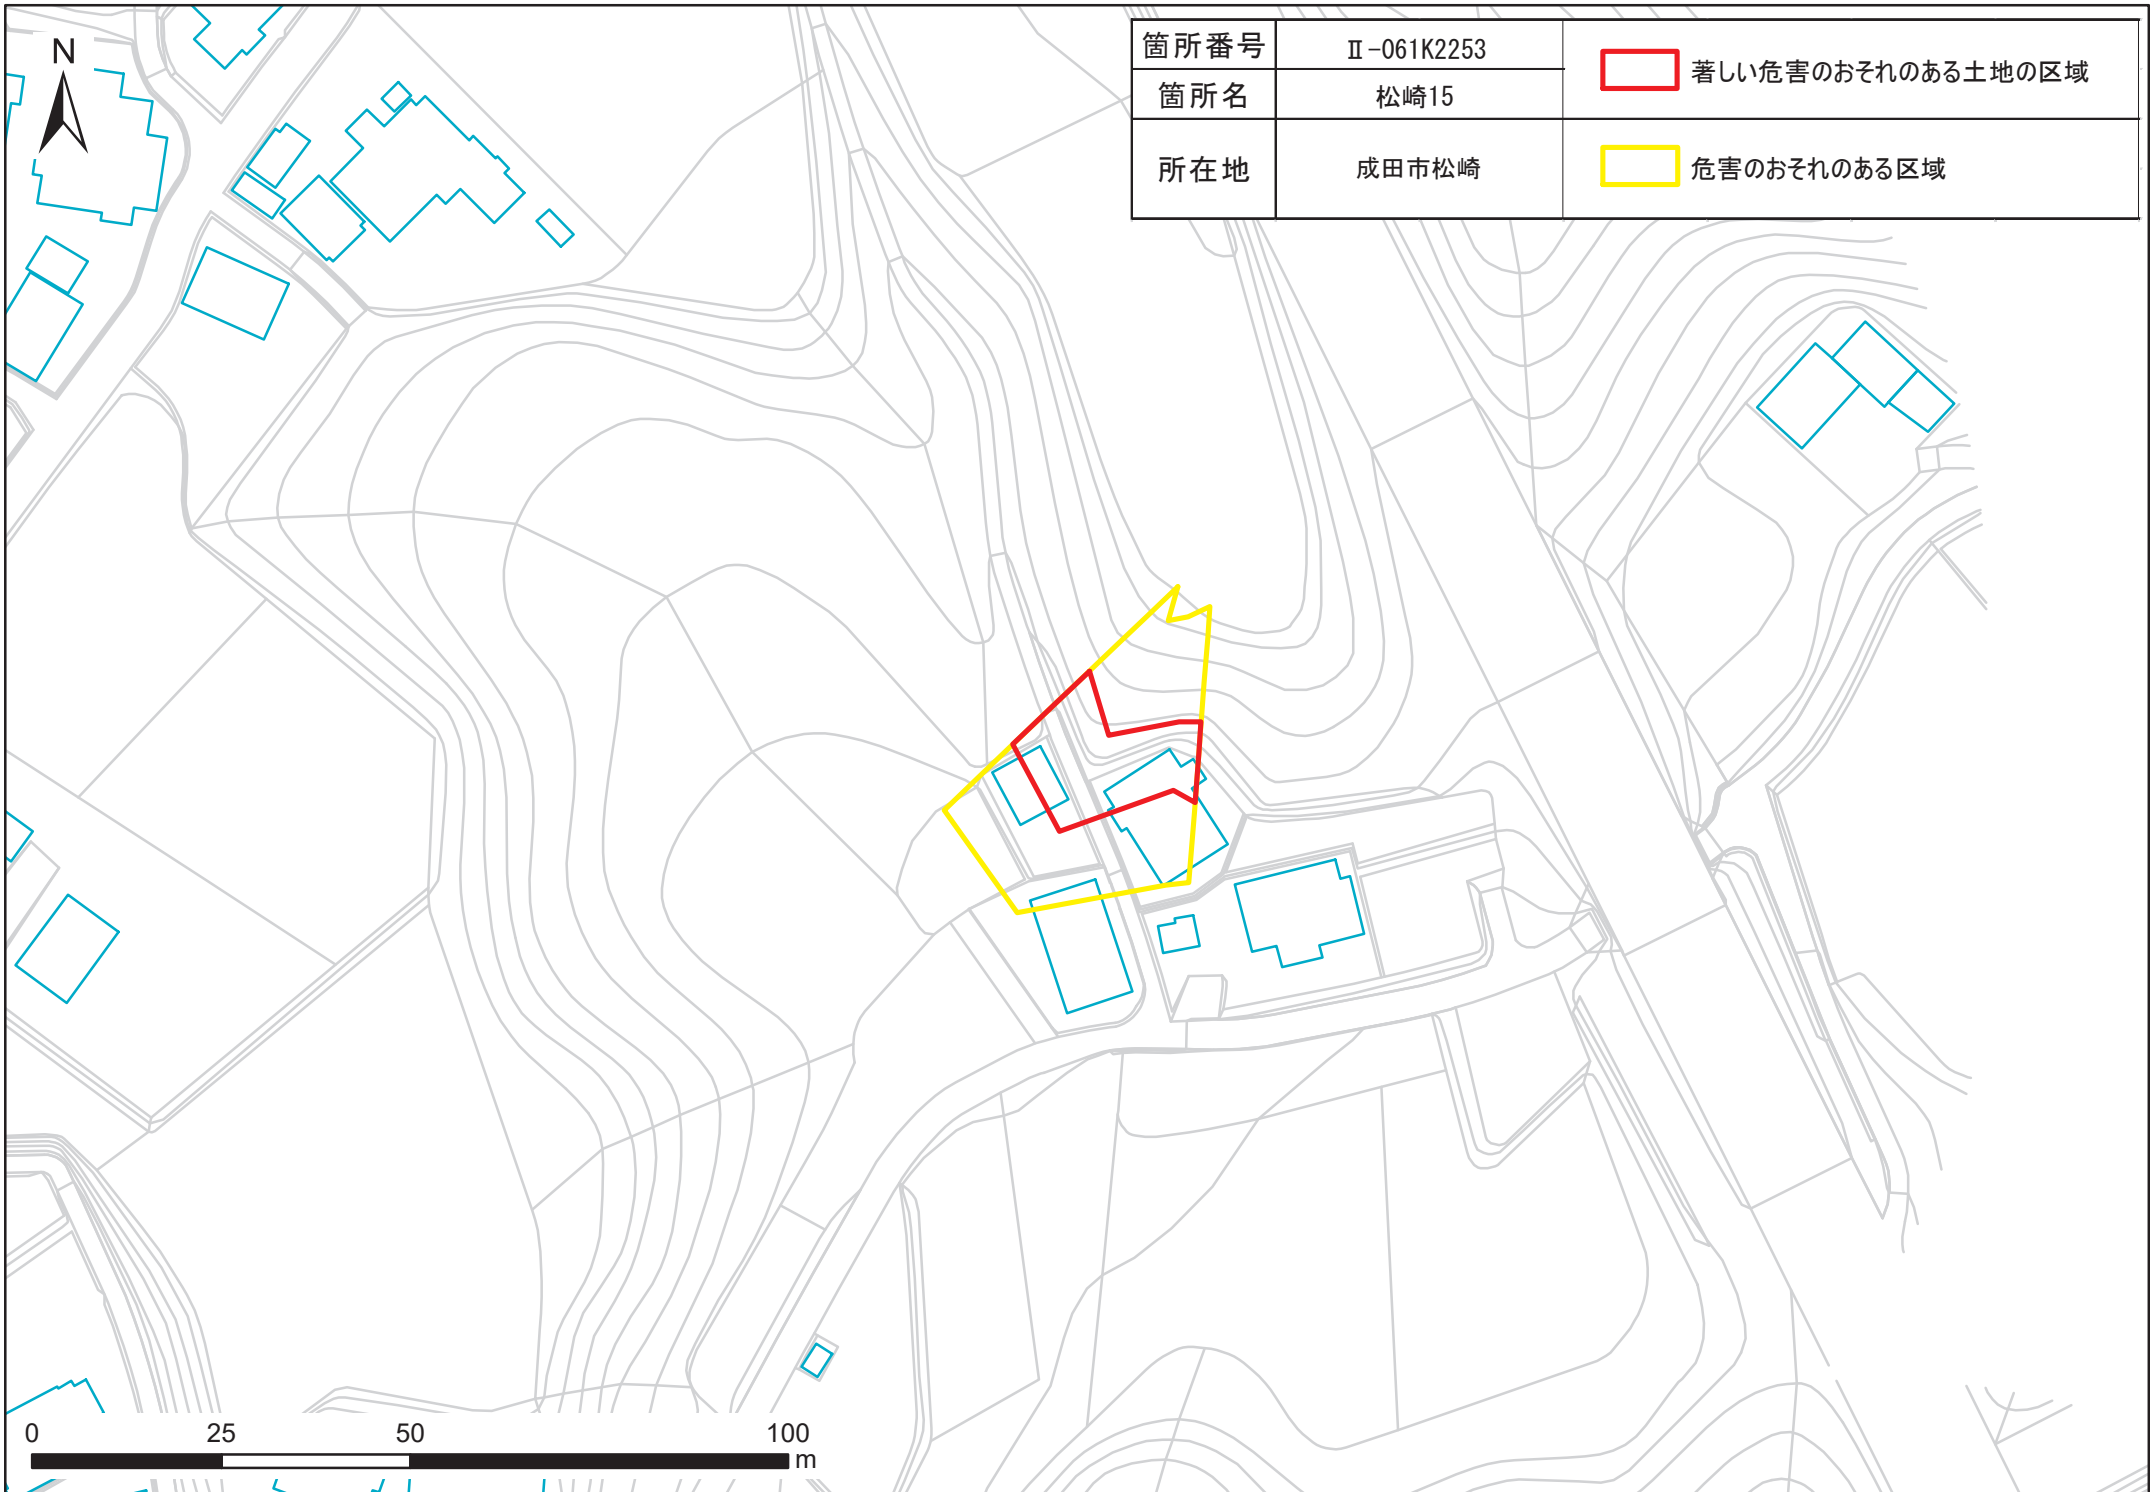 N
箇所番号 Ⅱ-061K2253
箇所名 松崎15
所在地 成田市松崎
著しい危害のおそれのある土地の区域
危害のおそれのある区域
0 25 50 100
m